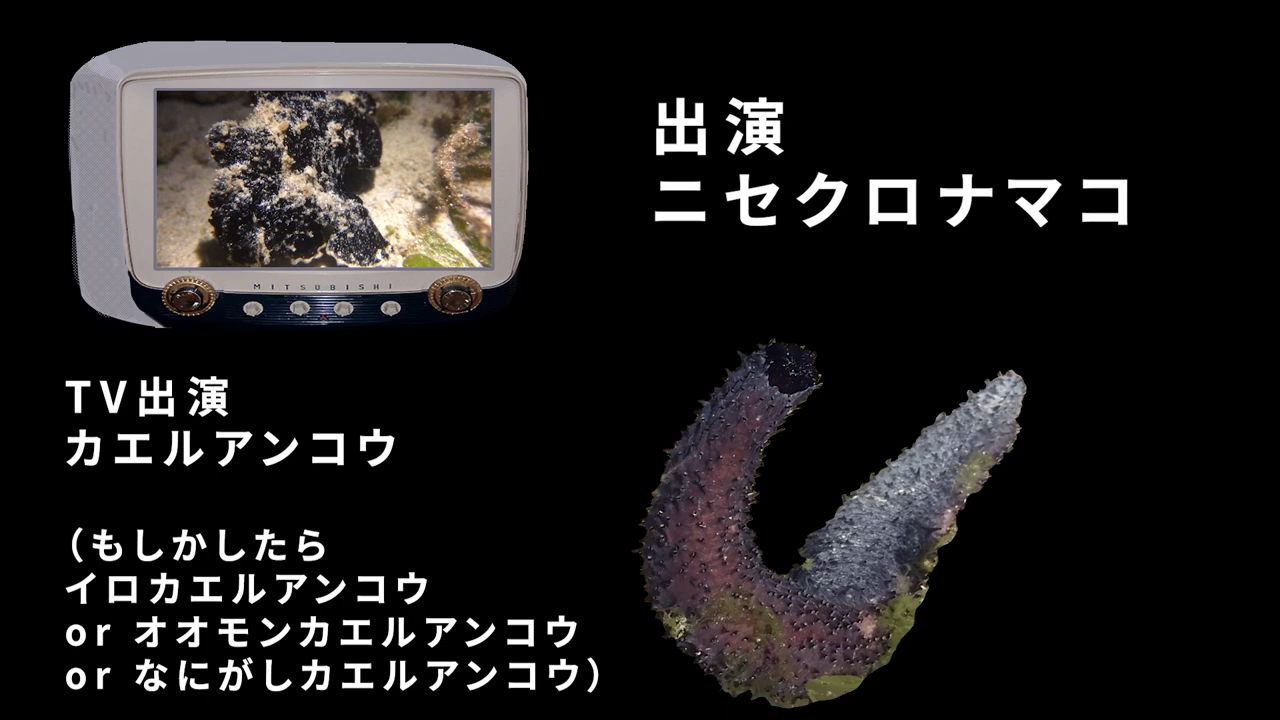 出演
ニセクロナマコ
MITSUBISHI
TV出演
カエルアンコウ
（もしかしたら
イロカエルアンコウ
or オオモンカエルアンコウ
or なにがしカエルアンコウ）